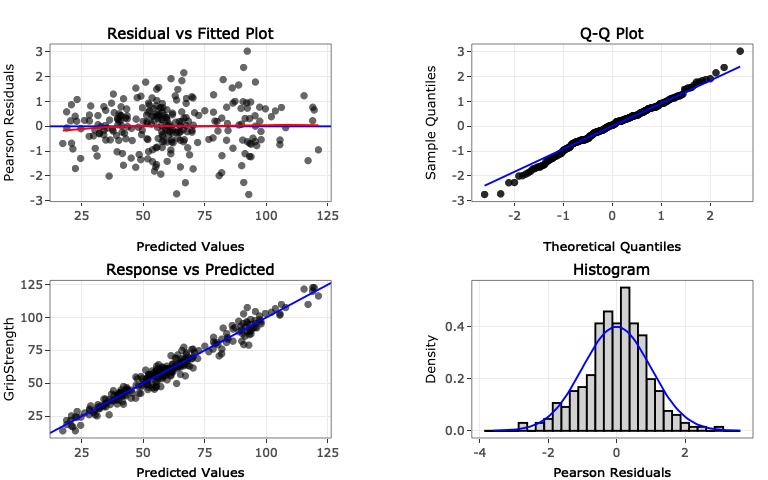 Residual vs Fitted Plot
Pearson Residuals
3
2
1
0
-1
-2
-3
25 50 75 100 125
Predicted Values
Q-Q Plot
Sample Quantiles
3
2
1
0
-1
-2
-3
-2 -1 0 1 2
Theoretical Quantiles
Response vs Predicted
GripStrength
125
100
75
50
25
25 50 75 100 125
Predicted Values
Histogram
Density
0.4
0.2
0.0
-4 -2 0 2
Pearson Residuals